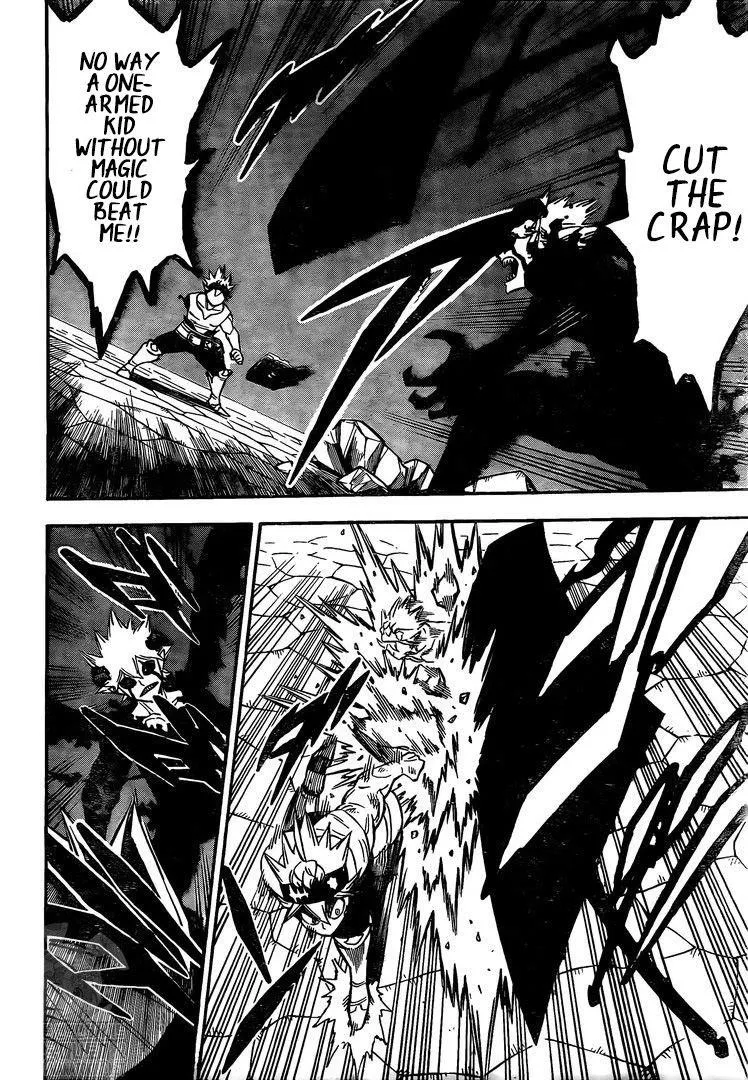 CUT
THE
CRAP!
NO WAY
A ONE-
ARMED
KID
WITHOUT
MAGIC
COULD
BEAT
ME!!